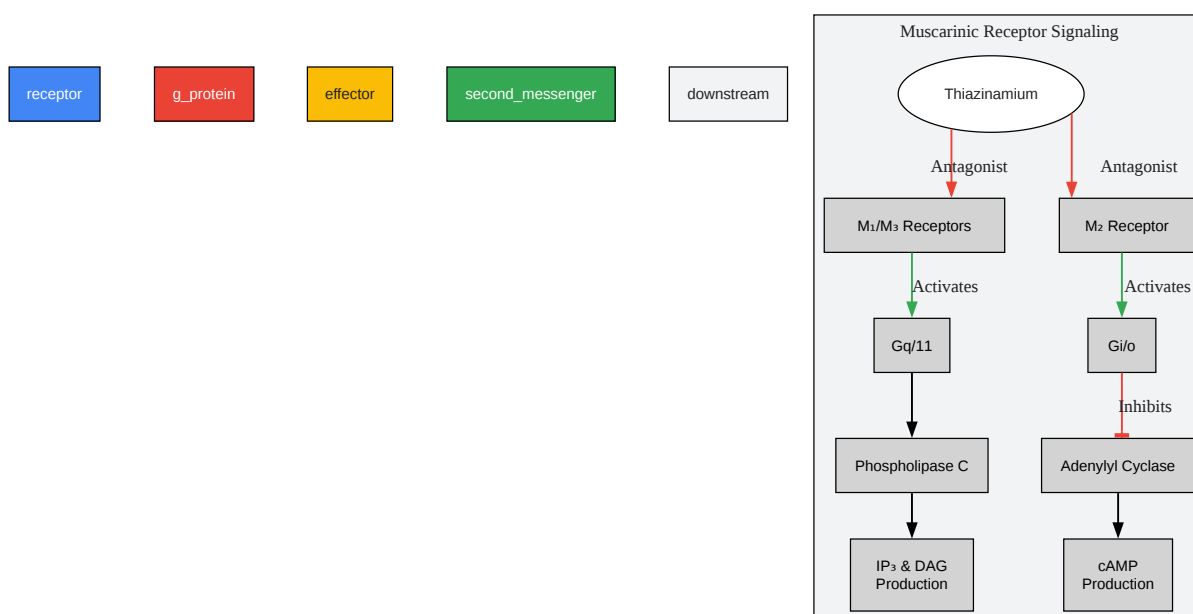 Muscarinic Receptor Signaling
receptor
g_protein
effector
second_messenger
downstream
Thiazinamium
Antagonist
Antagonist
M₁/M₃ Receptors
M₂ Receptor
Activates
Activates
Gq/11
Gi/o
Inhibits
Phospholipase C
Adenylyl Cyclase
IP₃ & DAG
Production
cAMP
Production